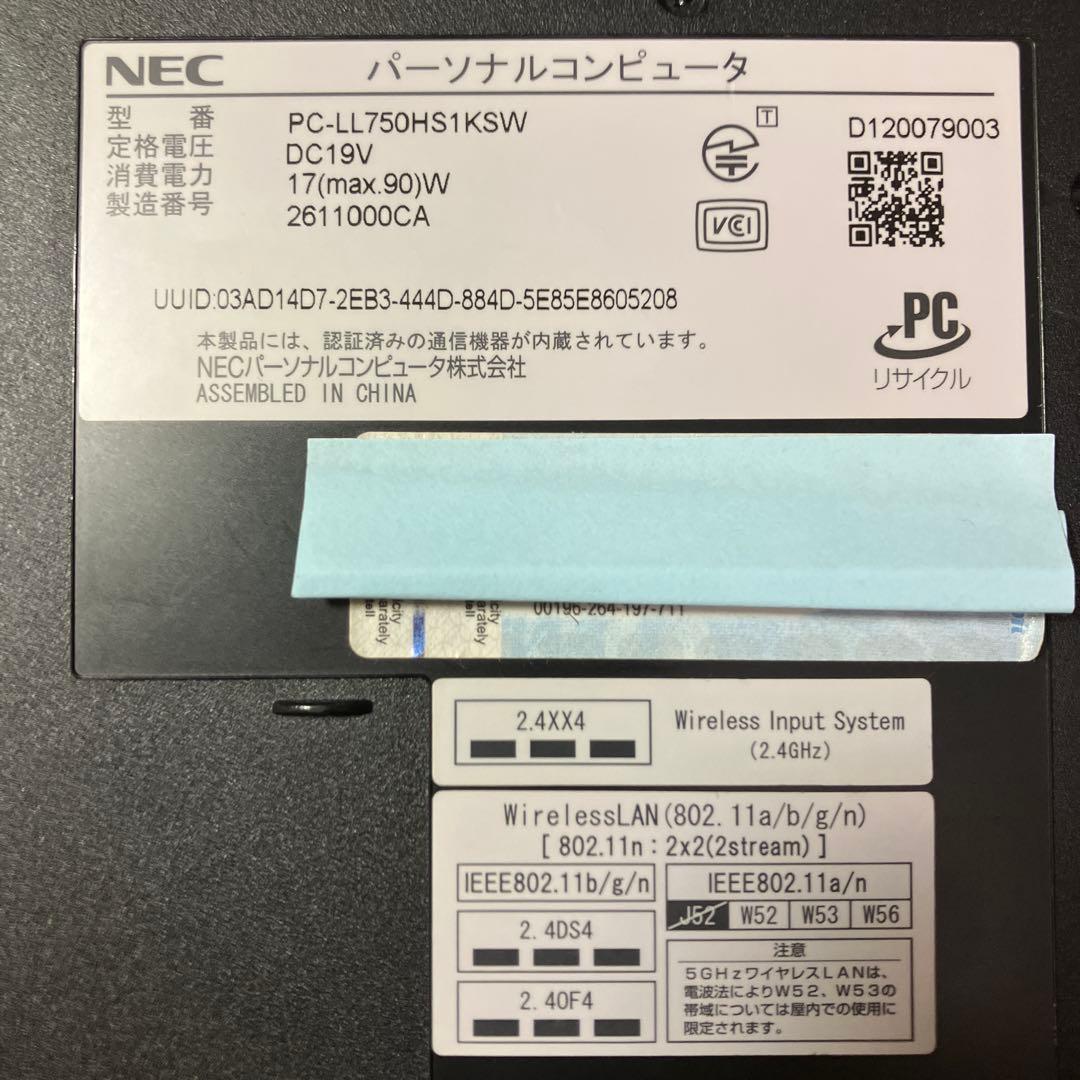 NEC パーソナルコンピュータ
型 番 PC-LL750HS1KSW
定格電圧 DC19V
消費電力 17(max.90)W
製造番号 2611000CA
T
VCCI
D120079003
UUID:03AD14D7-2EB3-444D-884D-5E85E8605208
本製品には、認証済みの通信機器が内蔵されています。
NECパーソナルコンピュータ株式会社
ASSEMBLED IN CHINA
PC
リサイクル
00196-264-197-711
2.4XX4
Wireless Input System
(2.4GHz)
WirelessLAN(802.11a/b/g/n)
[ 802.11n : 2x2(2stream) ]
IEEE802.11b/g/n
2.4DS4
2.4OF4
IEEE802.11a/n
J52 W52 W53 W56
注意
5GHzワイヤレスLANは、
電波法によりW52、W53の
帯域については屋内での使用に
限定されます。